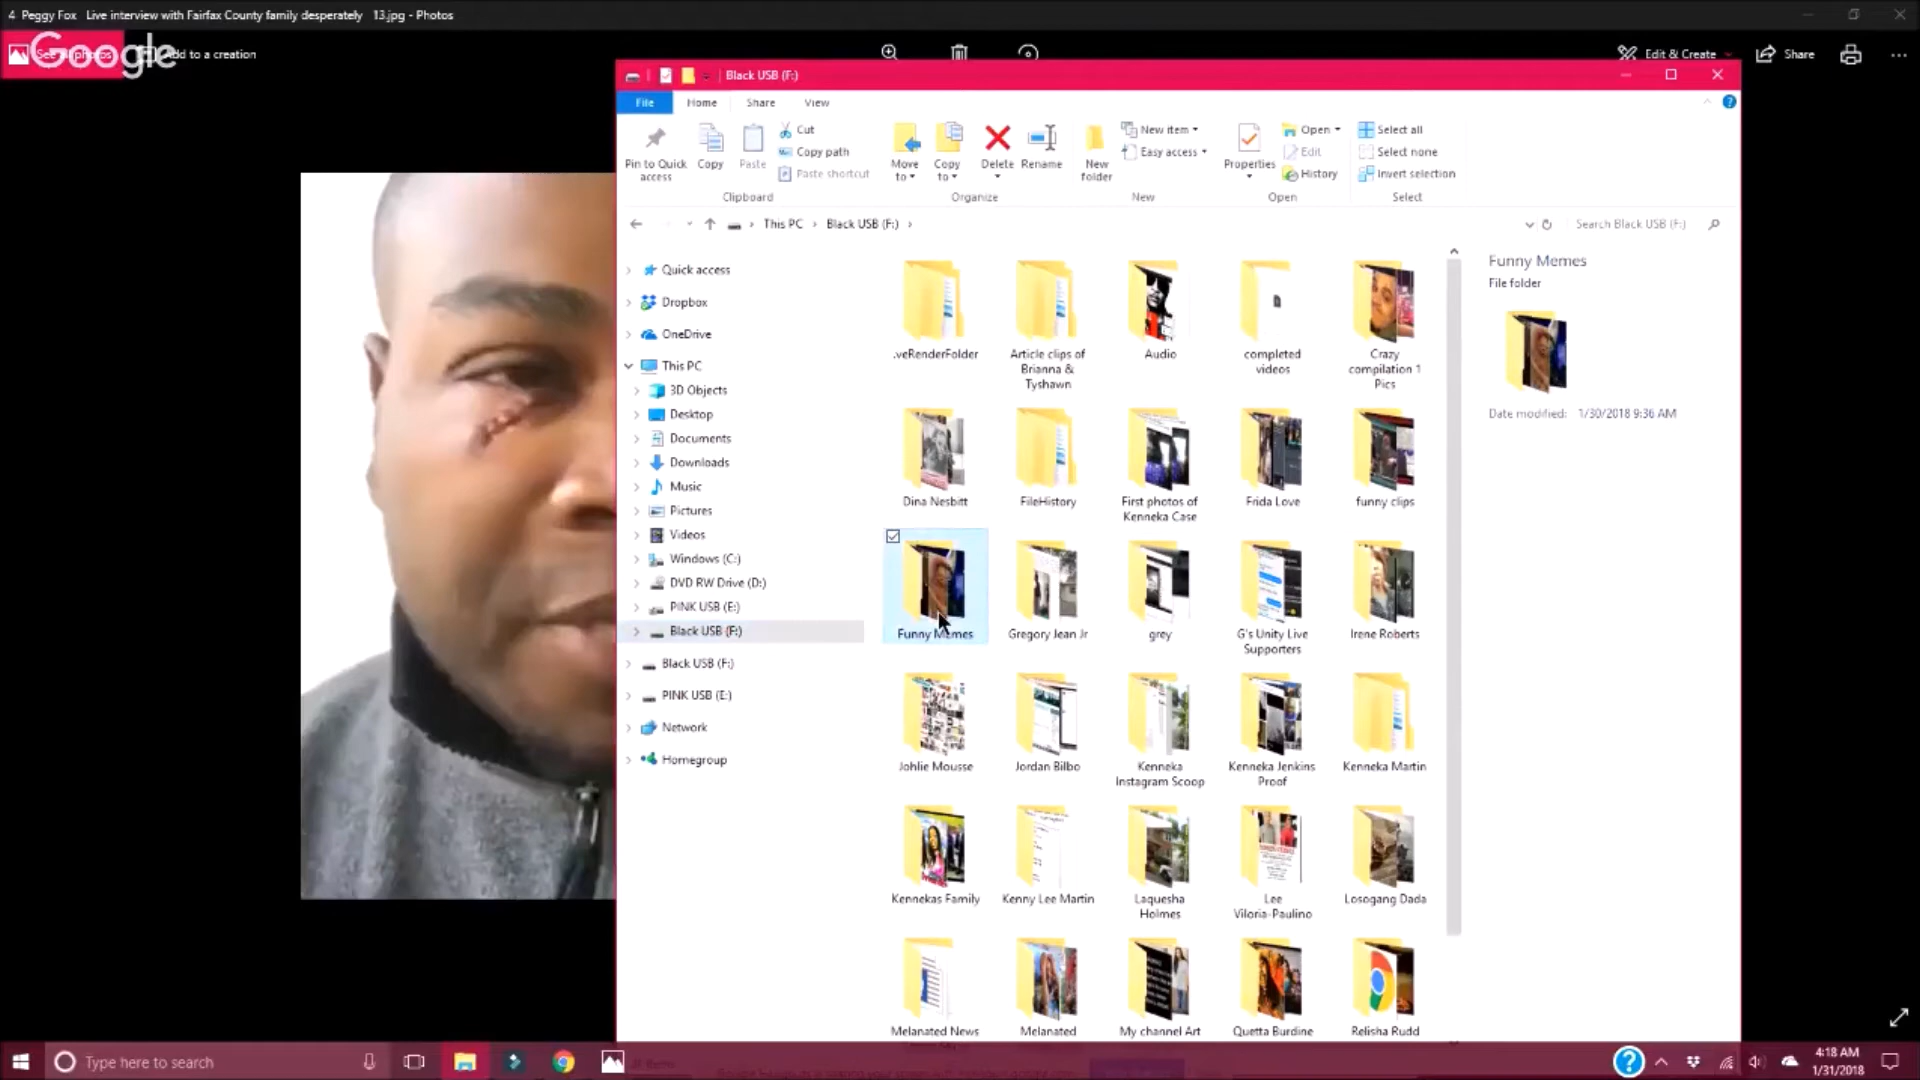 4 Peggy Fox Live interview with Fairfax County family desperately 13.jpg - Photos
Google
Add to a creation
Edit & Create
Share
Black USB (F:)
File Home Share View
Pin to Quick access
Copy
Paste
Cut
Copy path
Paste shortcut
Clipboard
Move to
Copy to
Delete
Rename
Organize
New folder
New item
Easy access
New
Properties
Open
Edit
History
Open
Select all
Select none
Invert selection
Select
This PC > Black USB (F:) >
Search Black USB (F:)
Quick access
Dropbox
OneDrive
This PC
3D Objects
Desktop
Documents
Downloads
Music
Pictures
Videos
Windows (C:)
DVD RW Drive (D:)
PINK USB (E:)
Black USB (F:)
Black USB (F:)
PINK USB (E:)
Network
Homegroup
.veRenderFolder
Article clips of Brianna & Tyshawn
Audio
completed videos
Crazy compilation 1 Pics
Dina Nesbitt
FileHistory
First photos of Kenneka Case
Frida Love
funny clips
Funny Memes
Gregory Jean Jr
grey
G's Unity Live Supporters
Irene Roberts
Johlie Mousse
Jordan Bilbo
Kenneka Instagram Scoop
Kenneka Jenkins Proof
Kenneka Martin
Kennekas Family
Kenny Lee Martin
Laquesha Holmes
Lee Viloria-Paulino
Losogang Dada
Melanated News
Melanated
My channel Art
Quetta Burdine
Relisha Rudd
Funny Memes
File folder
Date modified: 1/30/2018 9:36 AM
Type here to search
4:18 AM
1/31/2018